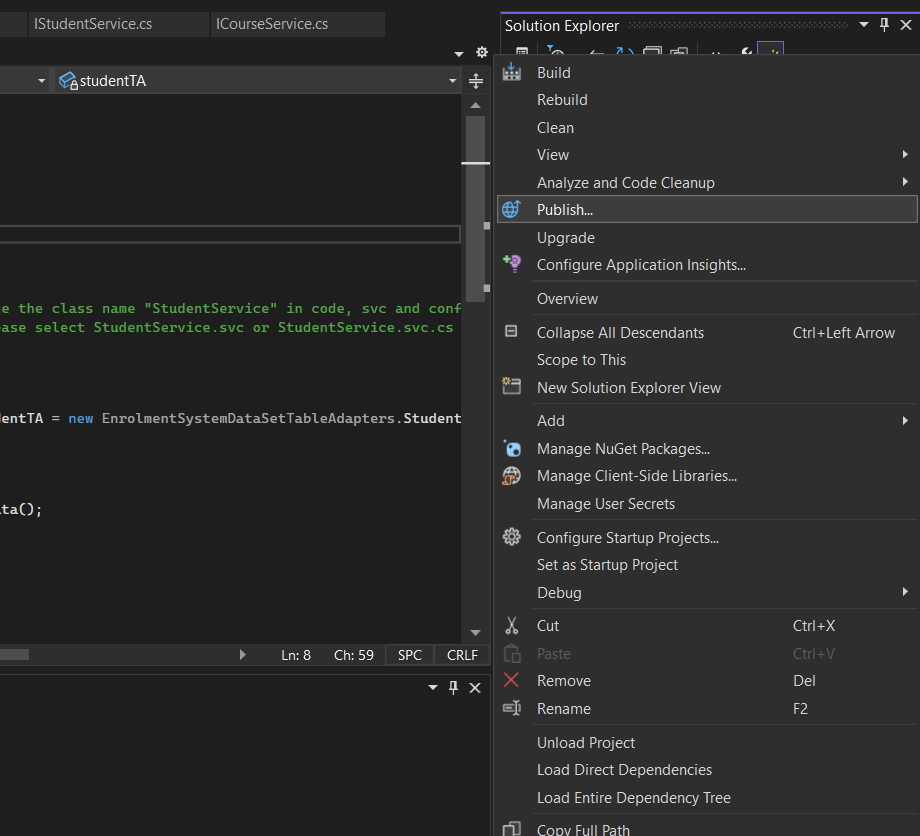 IStudentService.cs
ICourseService.cs
Solution Explorer
studentTA
e the class name "StudentService" in code, svc and conf
ease select StudentService.svc or StudentService.svc.cs
dentTA = new EnrolmentSystemDataSetTableAdapters.Student
ta();
Ln: 8 Ch: 59 SPC CRLF
Build
Rebuild
Clean
View
Analyze and Code Cleanup
Publish...
Upgrade
Configure Application Insights...
Overview
Collapse All Descendants Ctrl+Left Arrow
Scope to This
New Solution Explorer View
Add
Manage NuGet Packages...
Manage Client-Side Libraries...
Manage User Secrets
Configure Startup Projects...
Set as Startup Project
Debug
Cut Ctrl+X
Paste Ctrl+V
Remove Del
Rename F2
Unload Project
Load Direct Dependencies
Load Entire Dependency Tree
Copy Full Path